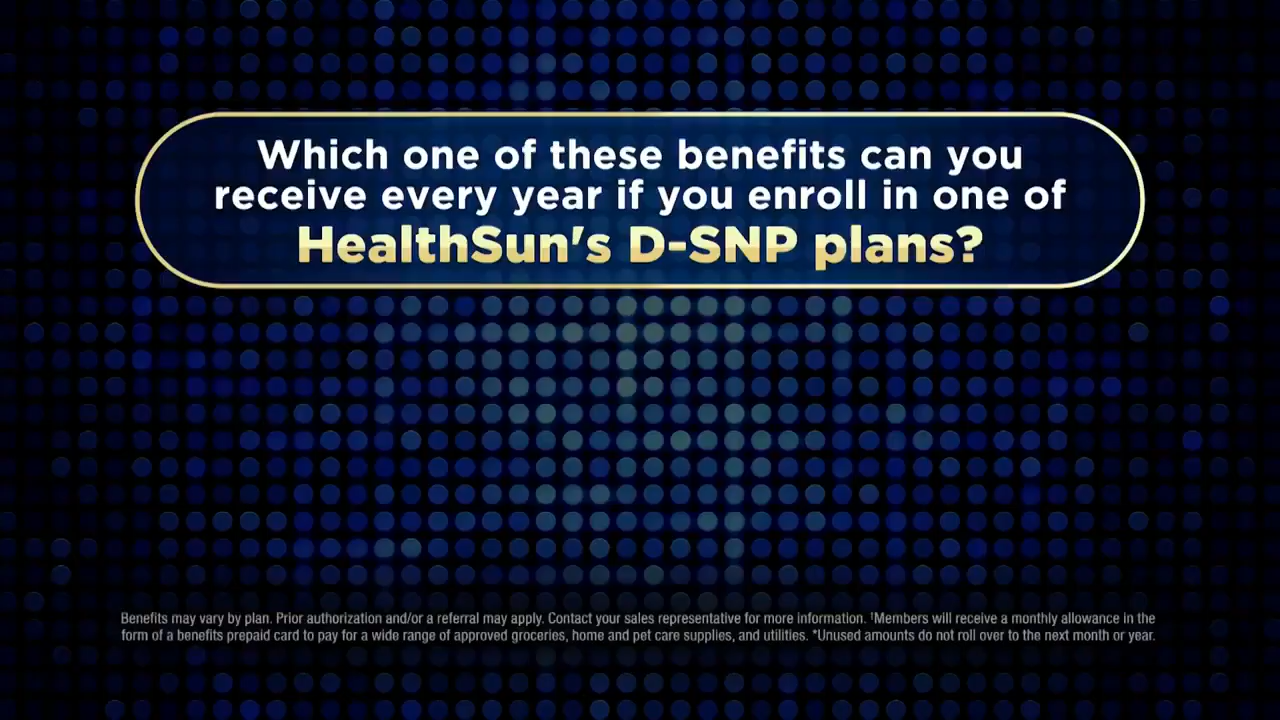 Which one of these benefits can you
receive every year if you enroll in one of
HealthSun's D-SNP plans?
Benefits may vary by plan. Prior authorization and/or a referral may apply. Contact your sales representative for more information. ¹Members will receive a monthly allowance in the
form of a benefits prepaid card to pay for a wide range of approved groceries, home and pet care supplies, and utilities. *Unused amounts do not roll over to the next month or year.